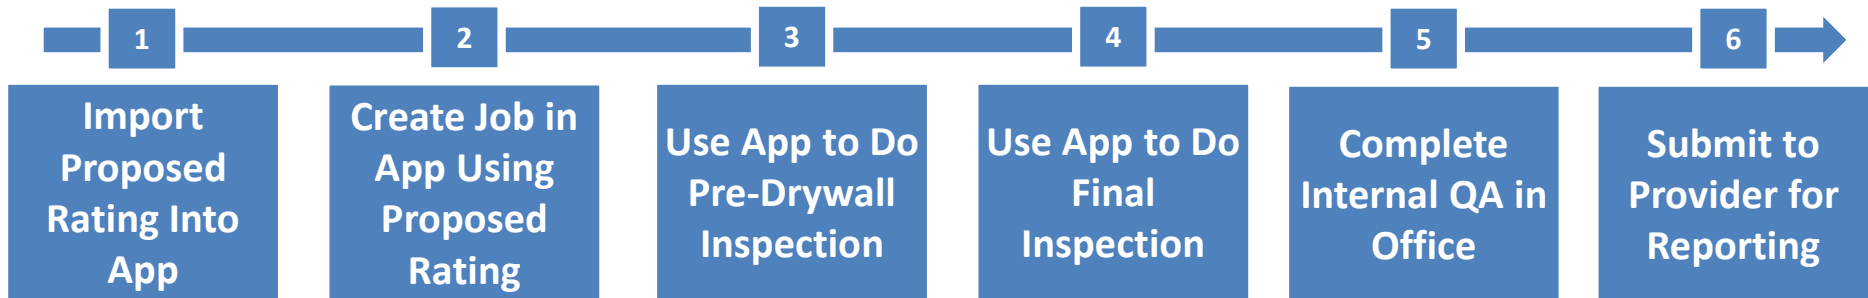 1
Import
Proposed
Rating Into
App
2
Create Job in
App Using
Proposed
Rating
3
Use App to Do
Pre-Drywall
Inspection
4
Use App to Do
Final
Inspection
5
Complete
Internal QA in
Office
6
Submit to
Provider for
Reporting